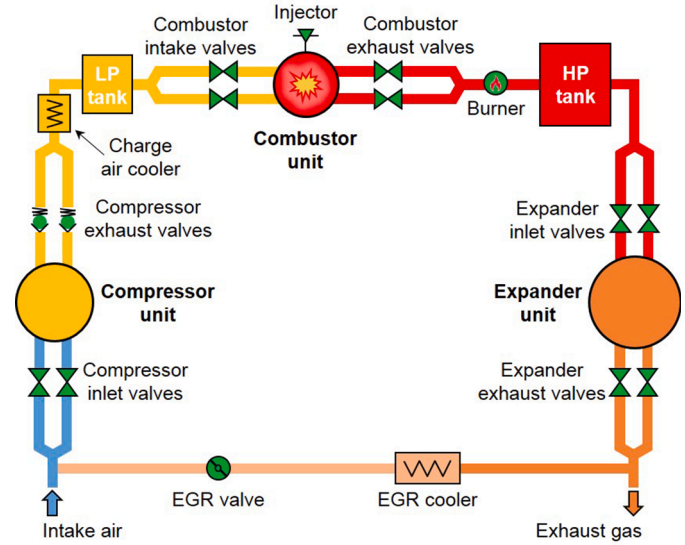 Injector
Combustor
intake valves
Combustor
exhaust valves
LP
tank
HP
tank
Burner
Combustor
unit
Charge
air cooler
Compressor
exhaust valves
Expander
inlet valves
Compressor
unit
Expander
unit
Compressor
inlet valves
Expander
exhaust valves
EGR valve
EGR cooler
Intake air
Exhaust gas